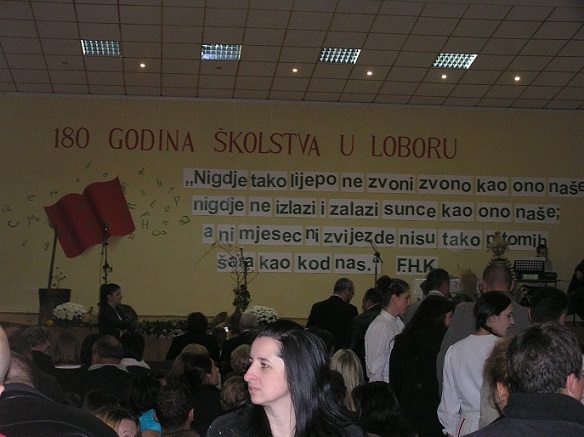 180 GODINA ŠKOLSTVA U LOBORU
„Nigdje tako lijepo ne zvoni zvono kao ono naše
nigdje ne izlazi i zalazi sunce kao ono naše;
a ni mjesec ni zvijezde nisu tako pitomih
šara kao kod nas. F.H.K